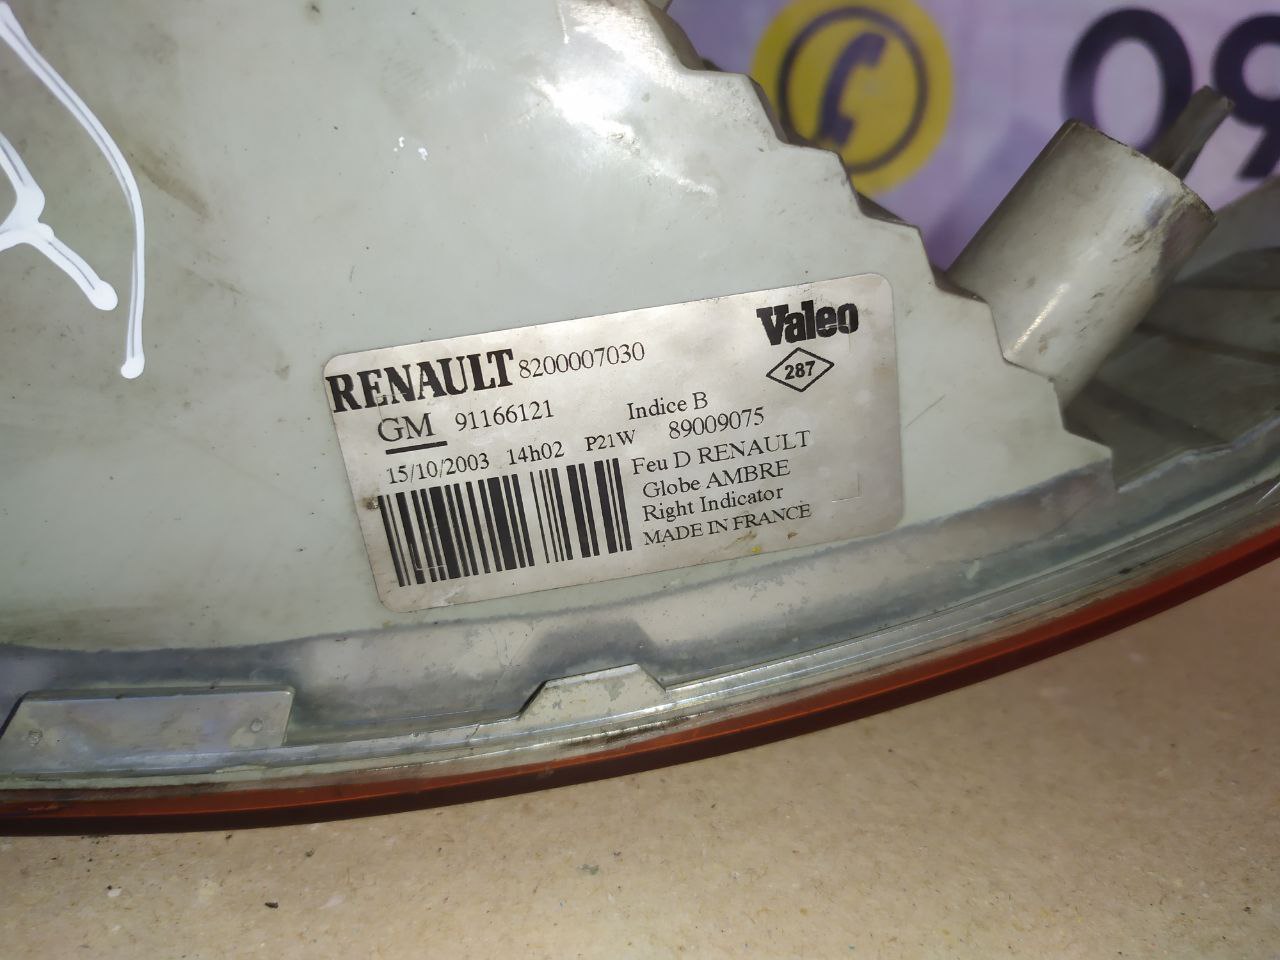 09
Valeo
RENAULT 8200007030
287
GM 91166121 Indice B
15/10/2003 14h02 P21W 89009075
Feu D RENAULT
Globe AMBRE
Right Indicator
MADE IN FRANCE